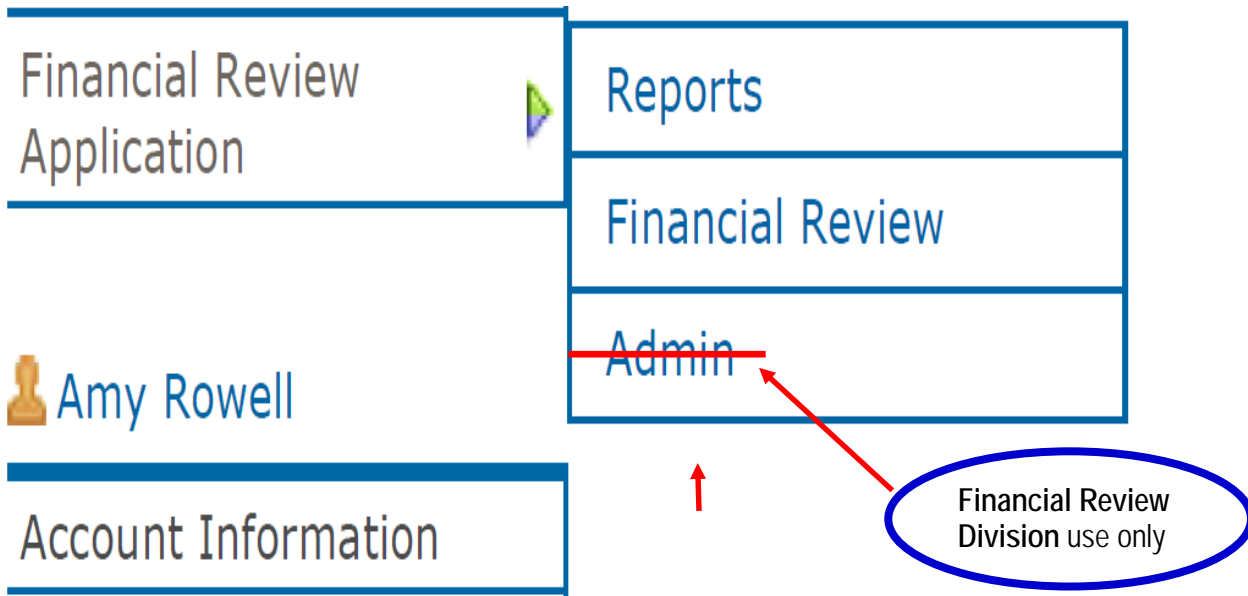 Financial Review
Application
Reports
Financial Review
Admin
Amy Rowell
Account Information
Financial Review
Division use only